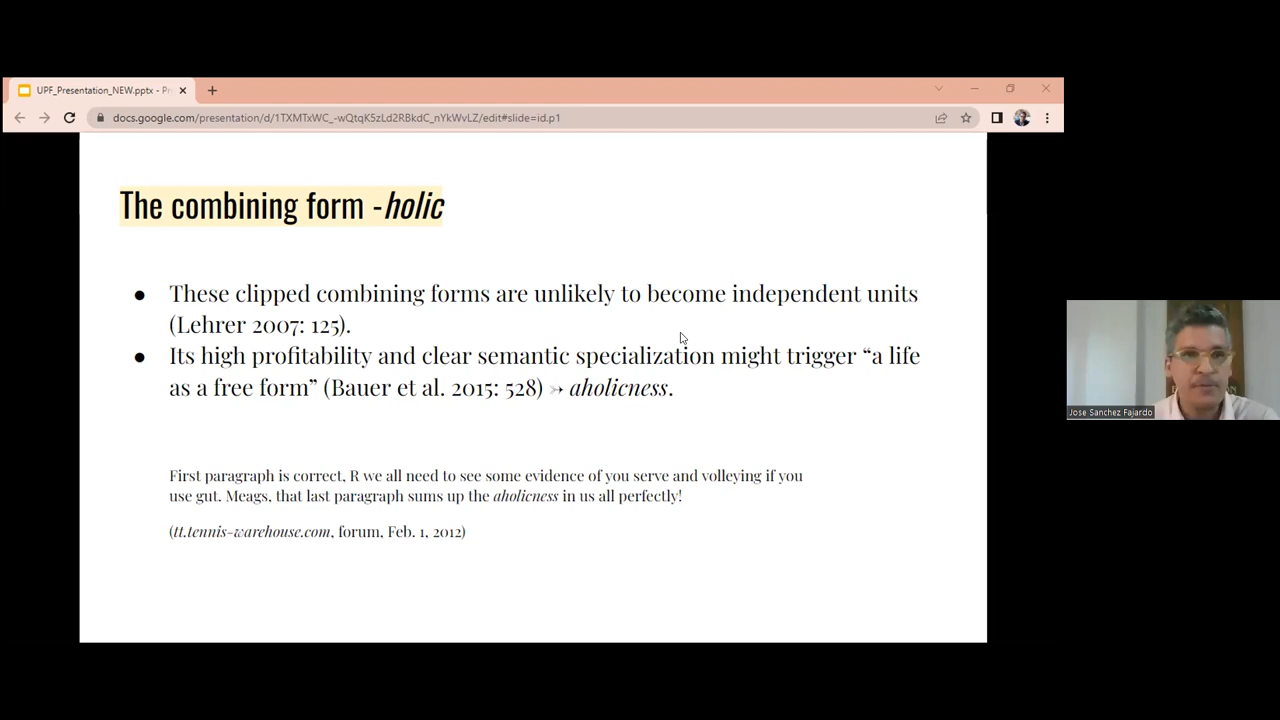 UPF_Presentation_NEW.pptx - Pr
docs.google.com/presentation/d/1TXMTxWC_-wQtqK5zLd2RBkdC_nYkWvLZ/edit#slide=id.p1
The combining form -holic
● These clipped combining forms are unlikely to become independent units
(Lehrer 2007: 125).
● Its high profitability and clear semantic specialization might trigger “a life
as a free form” (Bauer et al. 2015: 528) ↣ aholicness.
First paragraph is correct, R we all need to see some evidence of you serve and volleying if you
use gut. Meags, that last paragraph sums up the aholicness in us all perfectly!
(tt.tennis-warehouse.com, forum, Feb. 1, 2012)
Jose Sanchez Fajardo